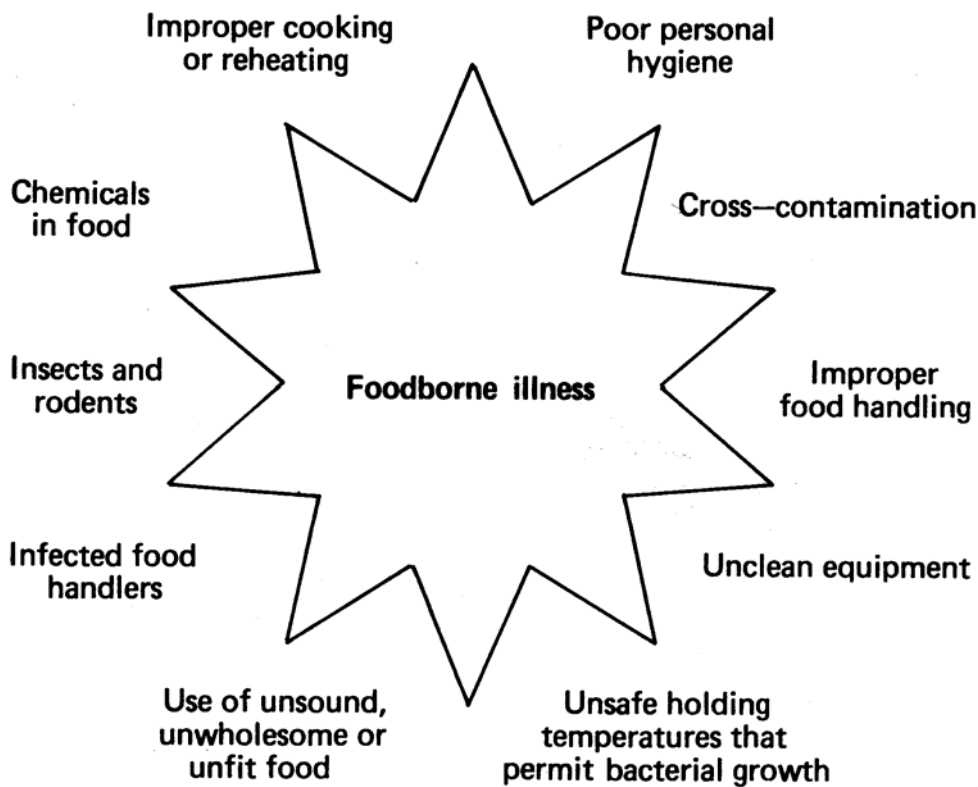 Improper cooking
or reheating
Poor personal
hygiene
Chemicals
in food
Cross—contamination
Insects and
rodents
Foodborne illness
Improper
food handling
Infected food
handlers
Unclean equipment
Use of unsound,
unwholesome or
unfit food
Unsafe holding
temperatures that
permit bacterial growth